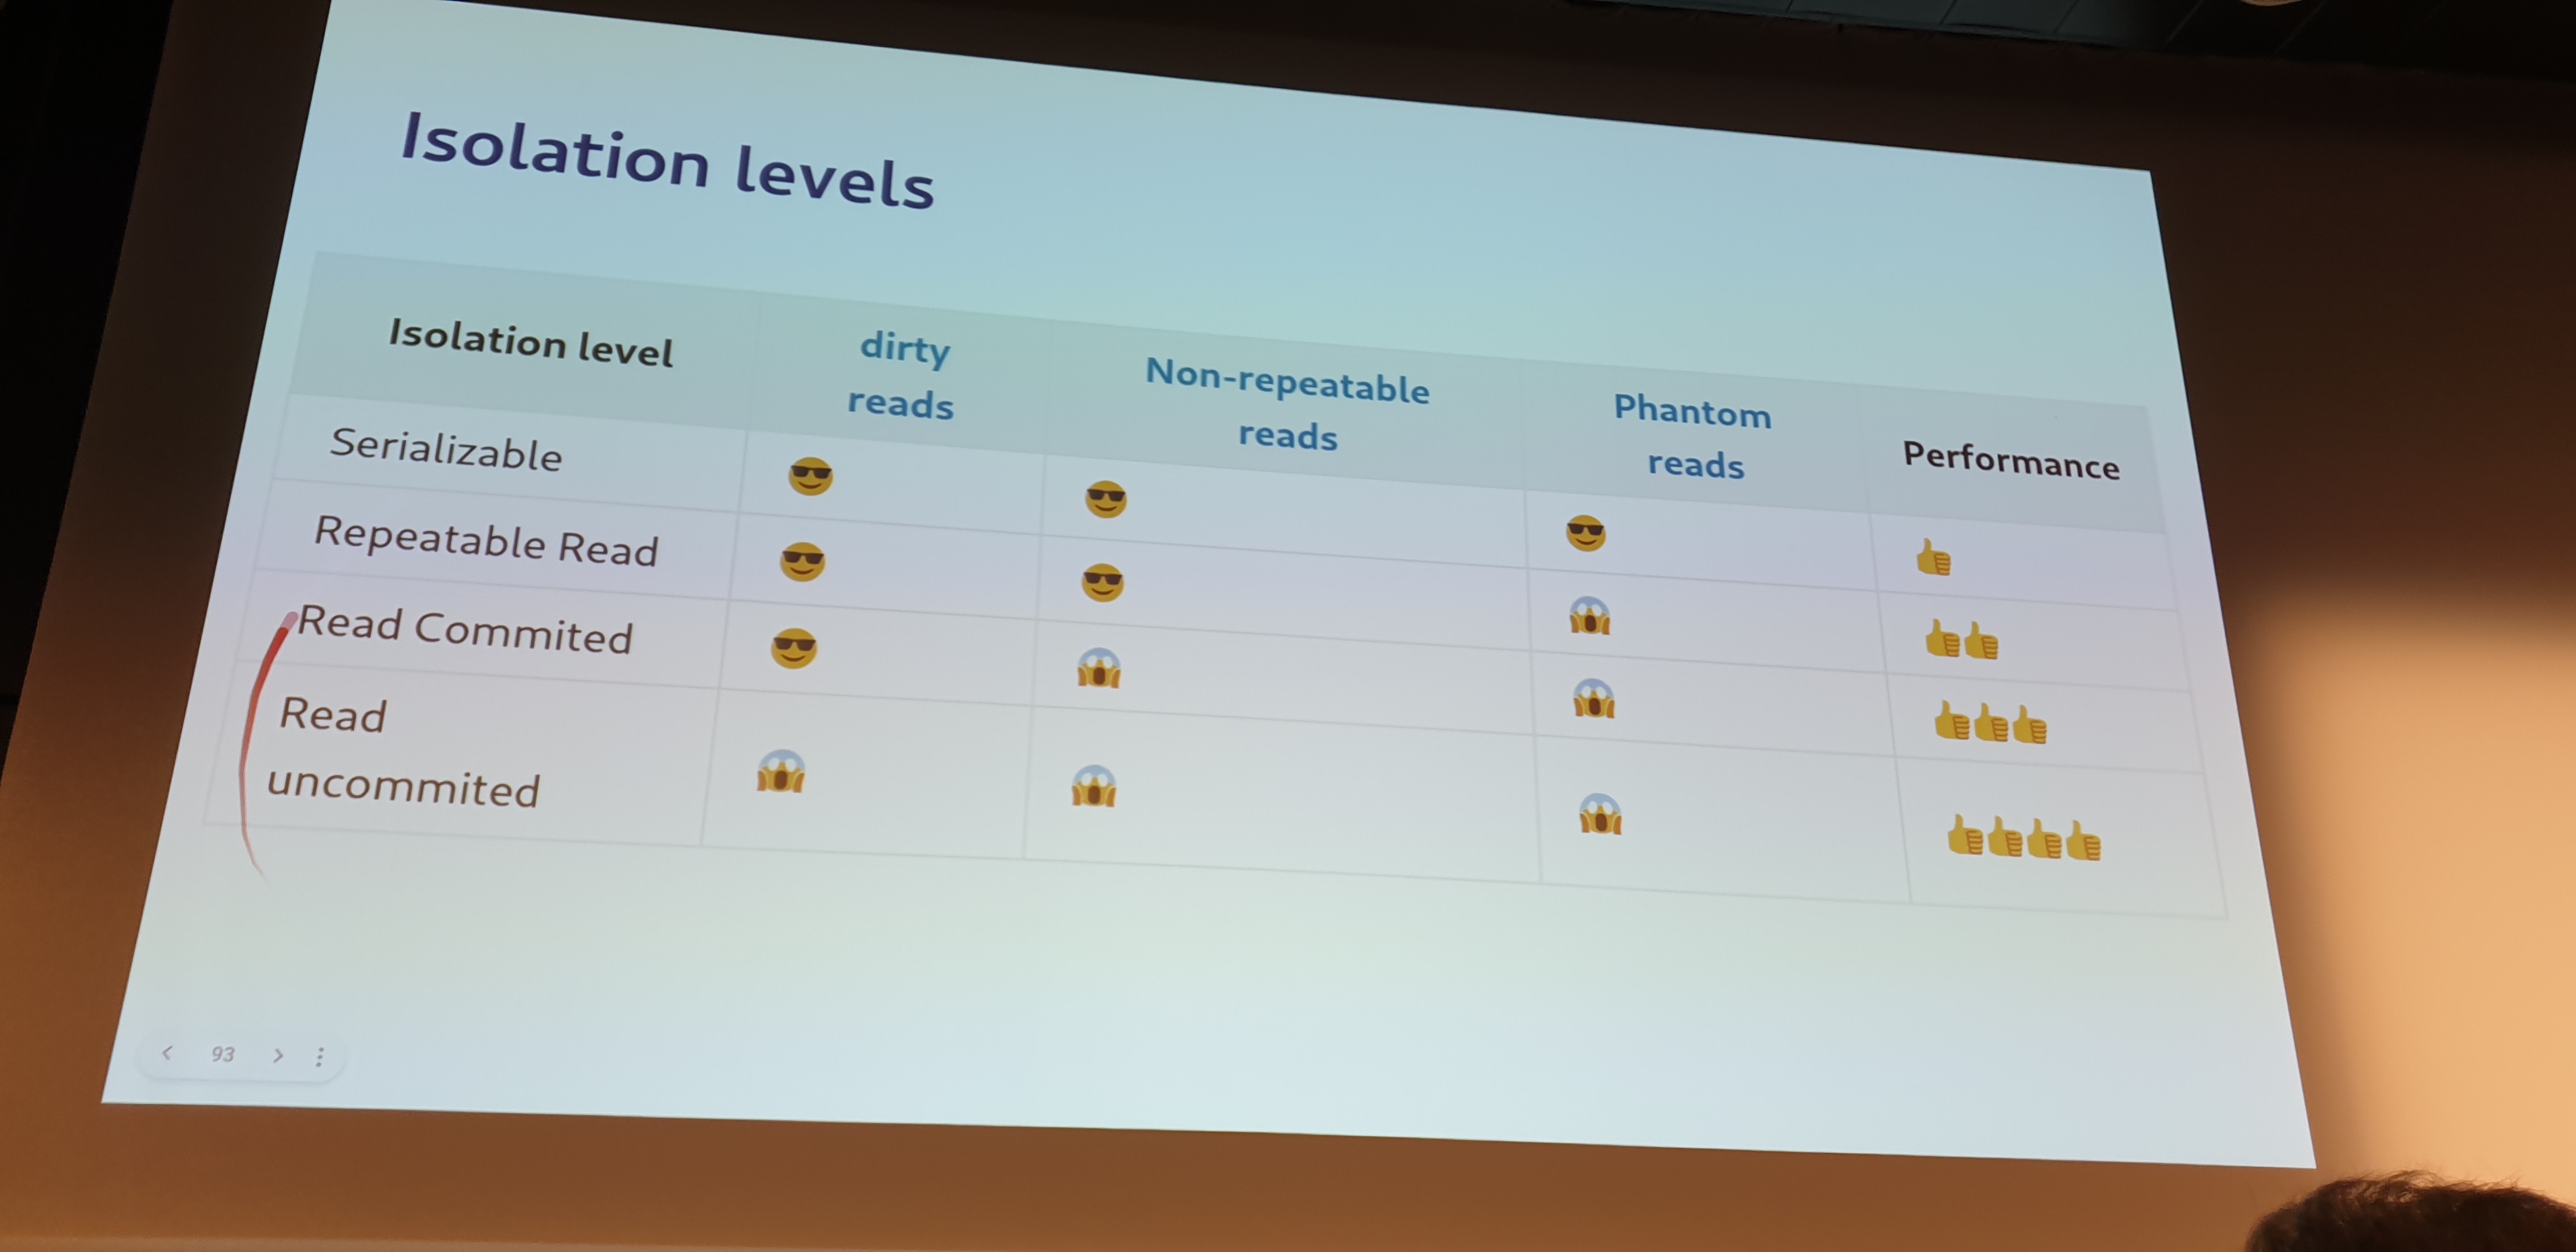 Isolation levels
Isolation level
dirty
reads
Non-repeatable
reads
Phantom
reads
Performance
Serializable 😎 😎 😎 👍
Repeatable Read 😎 😎 😱 👍👍
Read Commited 😎 😱 😱 👍👍👍
Read
uncommited 😱 😱 😱 👍👍👍👍
< 93 > ⋮